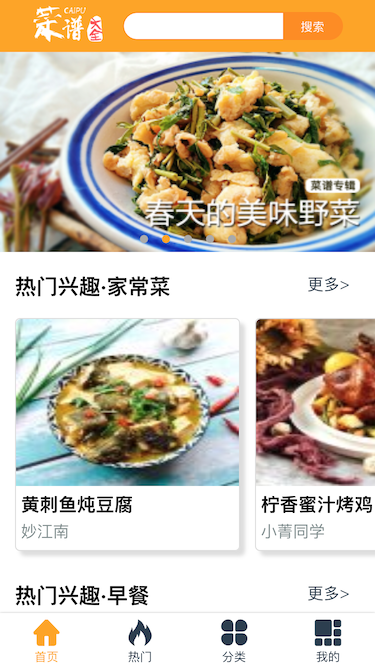 菜谱
CAIPU
大全
搜索
菜谱专辑
春天的美味野菜
热门兴趣·家常菜
更多>
黄刺鱼炖豆腐
妙江南
柠香蜜汁烤鸡
小菁同学
热门兴趣·早餐
更多>
首页
热门
分类
我的